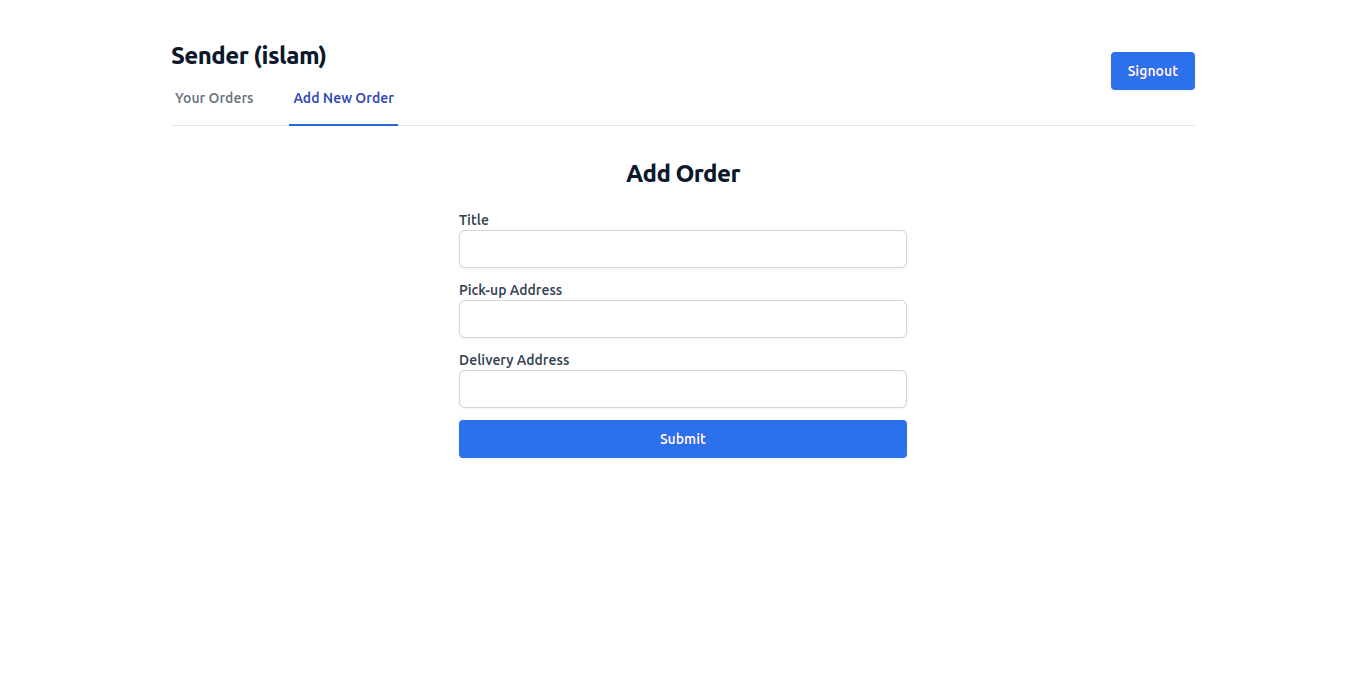 Sender (islam)
Signout
Your Orders
Add New Order
Add Order
Title
Pick-up Address
Delivery Address
Submit